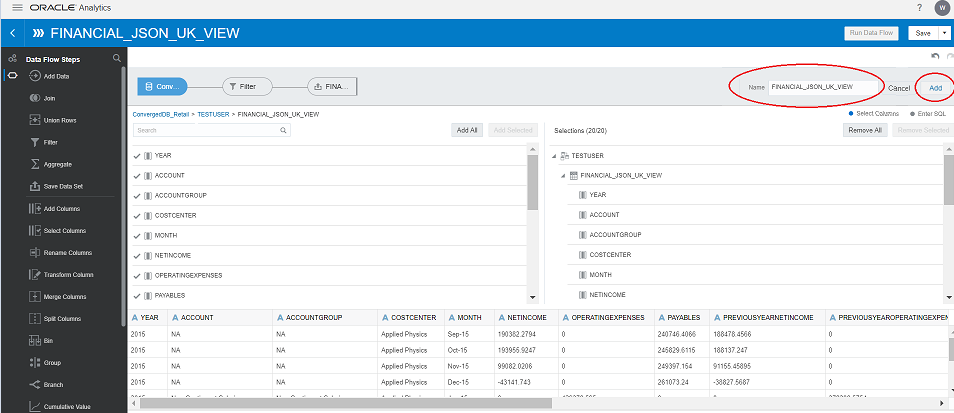 ORACLE Analytics
?
W
FINANCIAL_JSON_UK_VIEW
Run Data Flow
Save
Data Flow Steps
Add Data
Join
Union Rows
Filter
Aggregate
Save Data Set
Add Columns
Select Columns
Rename Columns
Transform Column
Merge Columns
Split Columns
Bin
Group
Branch
Cumulative Value
Conv...
Filter
FINA...
Name FINANCIAL_JSON_UK_VIEW Cancel Add
ConvergedDB_Retail > TESTUSER > FINANCIAL_JSON_UK_VIEW
Select Columns Enter SQL
Search
Add All Add Selected
YEAR
ACCOUNT
ACCOUNTGROUP
COSTCENTER
MONTH
NETINCOME
OPERATINGEXPENSES
PAYABLES
Selections (20/20)
Remove All Remove Selected
TESTUSER
FINANCIAL_JSON_UK_VIEW
YEAR
ACCOUNT
ACCOUNTGROUP
COSTCENTER
MONTH
NETINCOME
A YEAR A ACCOUNT A ACCOUNTGROUP A COSTCENTER A MONTH A NETINCOME A OPERATINGEXPENSES A PAYABLES A PREVIOUSYEARNETINCOME A PREVIOUSYEAROPERATINGEXPEN
2015 NA NA Applied Physics Sep-15 190382.2794 0 240746.4066 188478.4566 0
2015 NA NA Applied Physics Oct-15 193955.9247 0 245829.6115 188137.247 0
2015 NA NA Applied Physics Nov-15 99082.0206 0 249397.154 91155.45895 0
2015 NA NA Applied Physics Dec-15 -43141.743 0 261073.24 -38827.5687 0